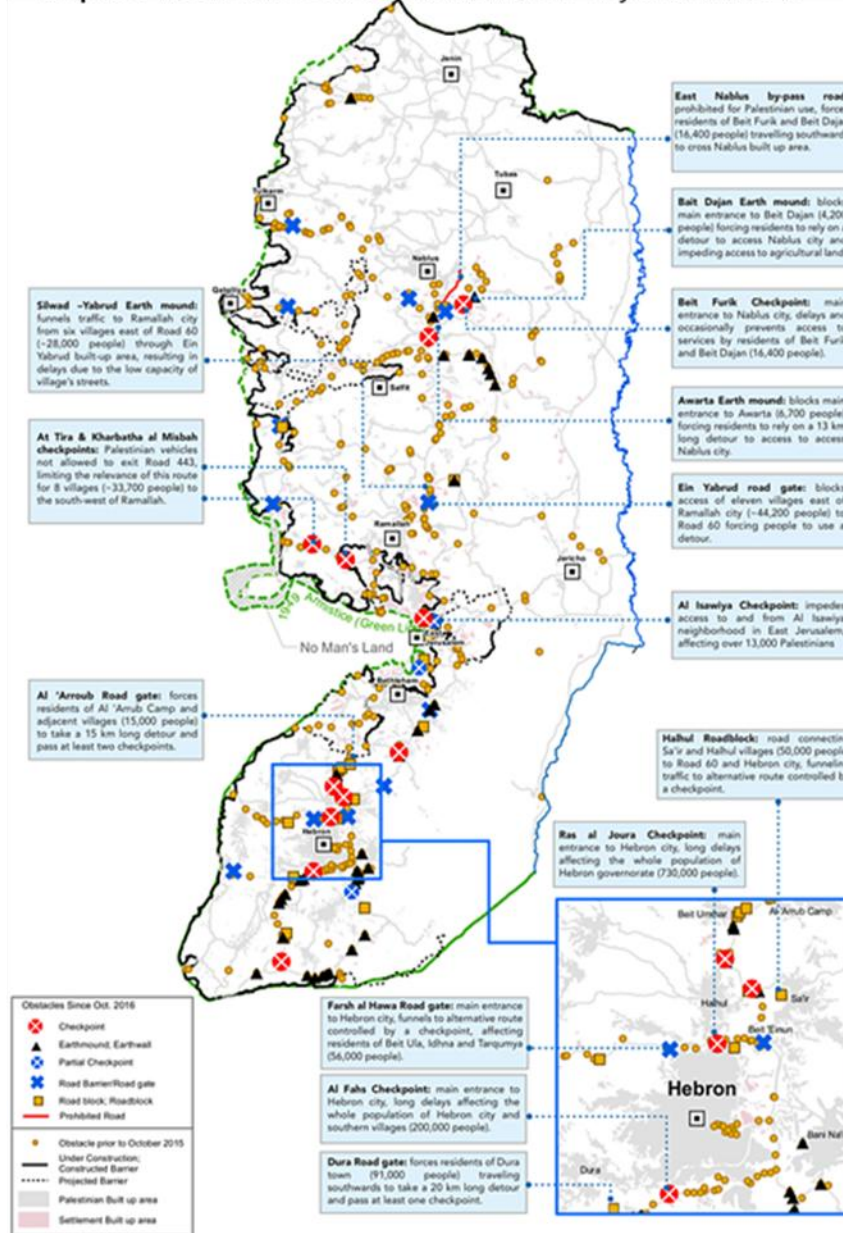 Jenin
Tubas
Tulkarm
Nablus
Qalqiliya
Salfit
Ramallah
Jericho
1949
Armistice (Green Li
No Man's Land
Bethlehem
Hebron
East Nablus by-pass road
prohibited for Palestinian use, force
residents of Beit Furik and Beit Dajan
(16,400 people) travelling southward
to cross Nablus built up area.
Bait Dajan Earth mound: block
main entrance to Beit Dajan (4,200
people) forcing residents to rely on a
detour to access Nablus city and
impeding access to agricultural land
Beit Furik Checkpoint: main
entrance to Nablus city, delays and
occasionally prevents access to
services by residents of Beit Furik
and Beit Dajan (16,400 people).
Awarta Earth mound: blocks main
entrance to Awarta (6,700 people)
forcing residents to rely on a 13 km
long detour to access to access
Nablus city.
Ein Yabrud road gate: blocks
access of eleven villages east of
Ramallah city (~44,200 people) to
Road 60 forcing people to use a
detour.
Al Isawiya Checkpoint: impedes
access to and from Al Isawiya
neighborhood in East Jerusalem,
affecting over 13,000 Palestinians
Silwad -Yabrud Earth mound:
funnels traffic to Ramallah city
from six villages east of Road 60
(~28,000 people) through Ein
Yabrud built-up area, resulting in
delays due to the low capacity of
village's streets.
At Tira & Kharbatha al Misbah
checkpoints: Palestinian vehicles
not allowed to exit Road 443,
limiting the relevance of this route
for 8 villages (~33,700 people) to
the south-west of Ramallah.
Al 'Arroub Road gate: forces
residents of Al 'Arrub Camp and
adjacent villages (15,000 people)
to take a 15 km long detour and
pass at least two checkpoints.
Halhul Roadblock: road connectin
Sa'ir and Halhul villages (50,000 people
to Road 60 and Hebron city, funnelin
traffic to alternative route controlled b
a checkpoint.
Ras al Joura Checkpoint: main
entrance to Hebron city, long delays
affecting the whole population of
Hebron governorate (730,000 people).
Farsh al Hawa Road gate: main entrance
to Hebron city, funnels to alternative route
controlled by a checkpoint, affecting
residents of Beit Ula, Idhna and Tarqumya
(56,000 people).
Al Fahs Checkpoint: main entrance to
Hebron city, long delays affecting the
whole population of Hebron city and
southern villages (200,000 people).
Dura Road gate: forces residents of Dura
town (91,000 people) traveling
southwards to take a 20 km long detour
and pass at least one checkpoint.
Beit Ummar
Al-'Arrub Camp
Halhul
Sa'ir
Beit 'Einun
Hebron
Bani Na'i
Dura
Obstacles Since Oct. 2016
Checkpoint
Earthmound; Earthwall
Partial Checkpoint
Road Barrier/Road gate
Road block; Roadblock
Prohibited Road
Obstacle prior to October 2015
Under Construction;
Constructed Barrier
Projected Barrier
Palestinian Built up area
Settlement Built up area